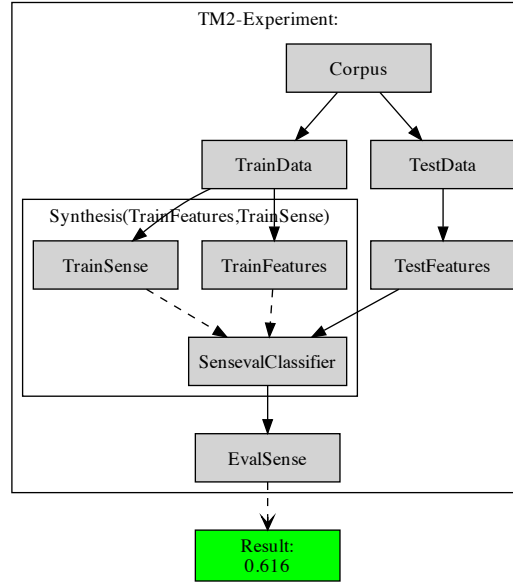 TM2-Experiment:
Corpus
TrainData
TestData
Synthesis(TrainFeatures,TrainSense)
TrainSense
TrainFeatures
TestFeatures
SensevalClassifier
EvalSense
Result:
0.616